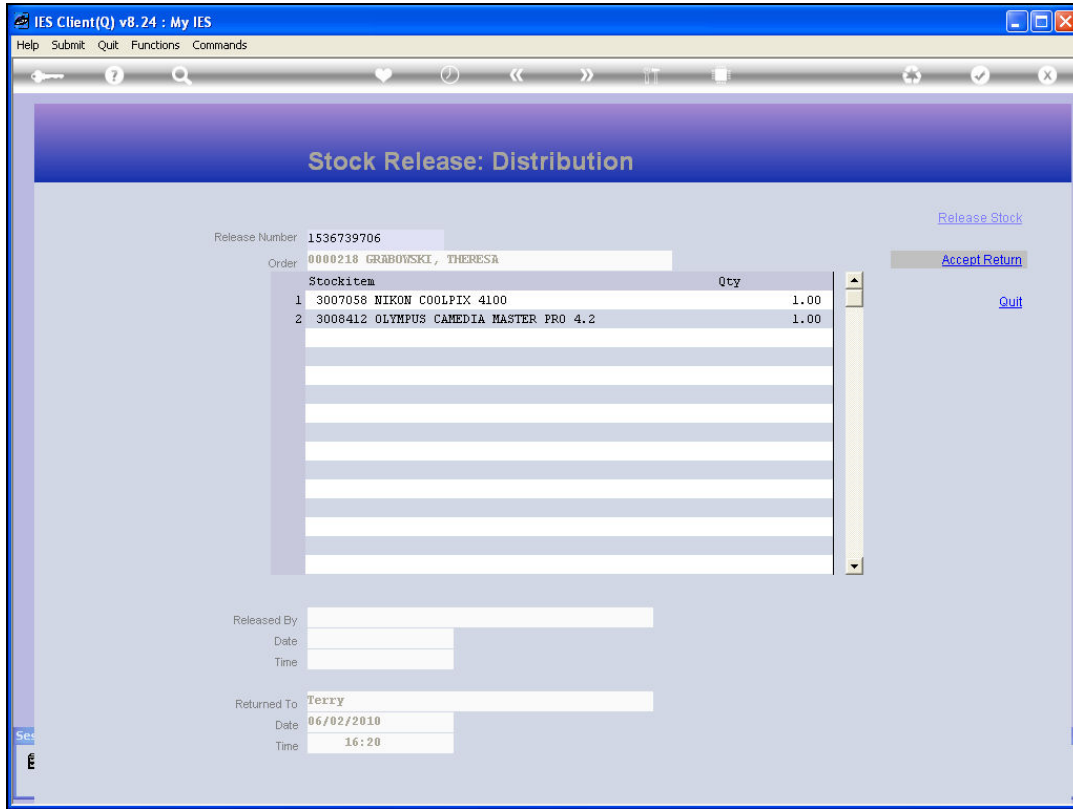 IES Client(Q) v8.24 : My IES
Help Submit Quit Functions Commands
Stock Release: Distribution
Release Stock
Release Number 1536739706
Order 0000218 GRABOWSKI, THERESA
Accept Return
Stockitem Qty
1 3007058 NIKON COOLPIX 4100 1.00
Quit
2 3008412 OLYMPUS CAMEDIA MASTER PRO 4.2 1.00
Released By
Date
Time
Returned To Terry
Date 06/02/2010
Time 16:20
Ses